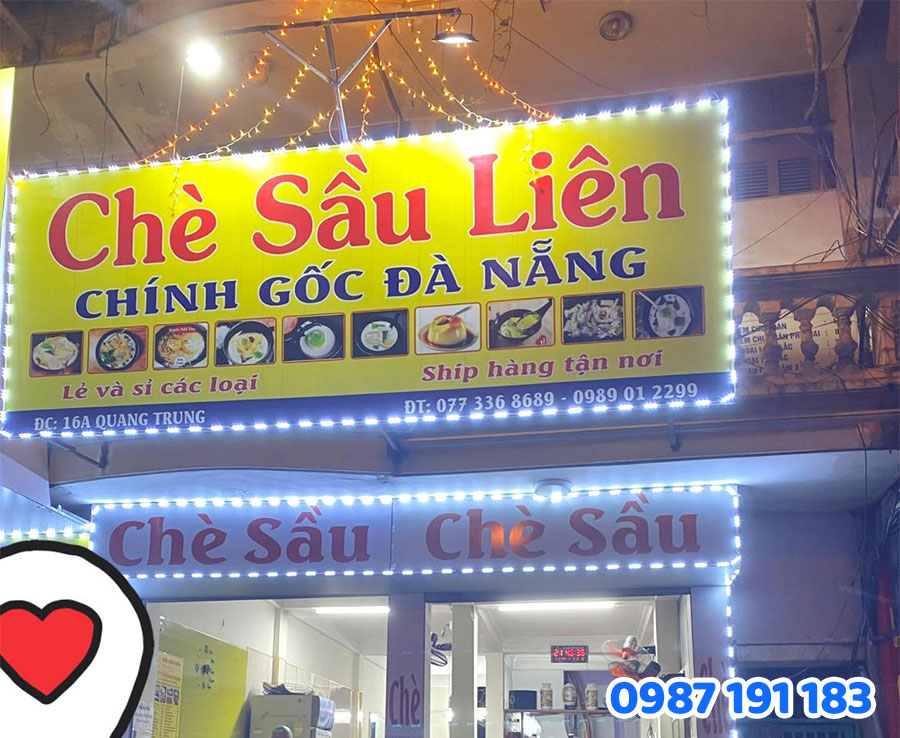 Chè Sầu Liên
CHÍNH GỐC ĐÀ NẴNG
Lẻ và sỉ các loại
Ship hàng tận nơi
ĐC: 16A QUANG TRUNG
ĐT: 077 336 8689 - 0989 01 2299
Chè Sầu Chè Sầu
Chè
0987 191 183